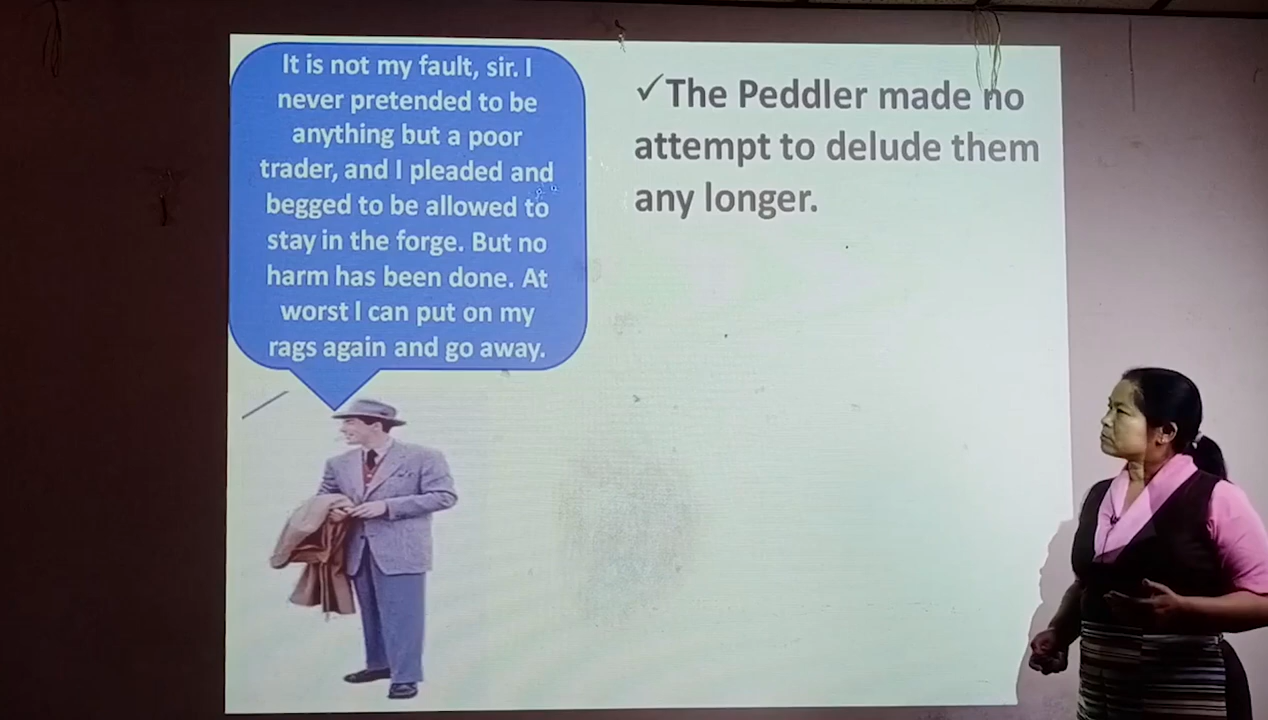 It is not my fault, sir. I
never pretended to be
anything but a poor
trader, and I pleaded and
begged to be allowed to
stay in the forge. But no
harm has been done. At
worst I can put on my
rags again and go away.
✓The Peddler made no
attempt to delude them
any longer.